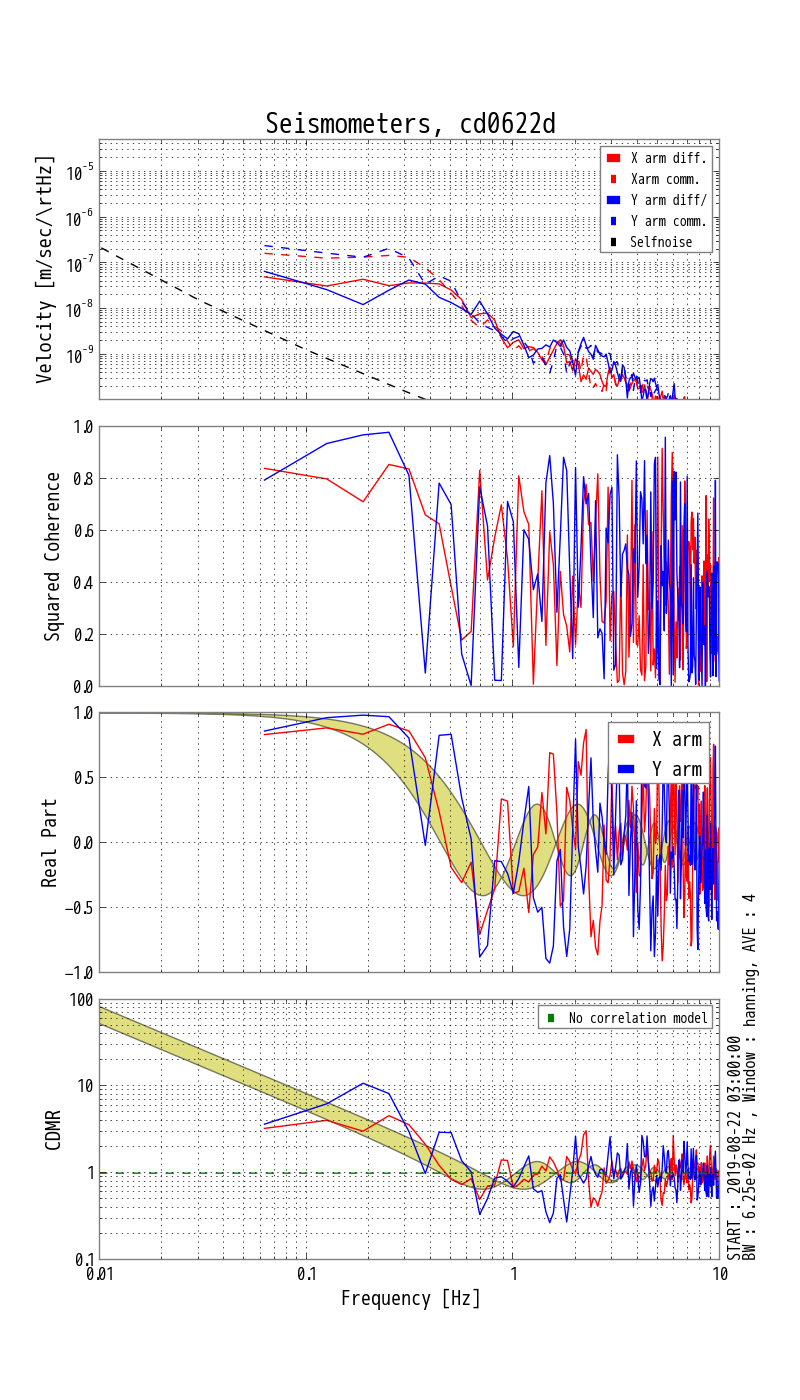 Seismometers, cd0622d
Velocity [m/sec/\rtHz]
10^-5
10^-6
10^-7
10^-8
10^-9
X arm diff.
Xarm comm.
Y arm diff/
Y arm comm.
Selfnoise
Squared Coherence
1.0
0.8
0.6
0.4
0.2
0.0
Real Part
1.0
0.5
0.0
−0.5
−1.0
X arm
Y arm
CDMR
100
10
1
0.1
No correlation model
0.01
0.1
1
10
Frequency [Hz]
START : 2019-08-22 03:00:00
BW : 6.25e-02 Hz , Window : hanning, AVE : 4